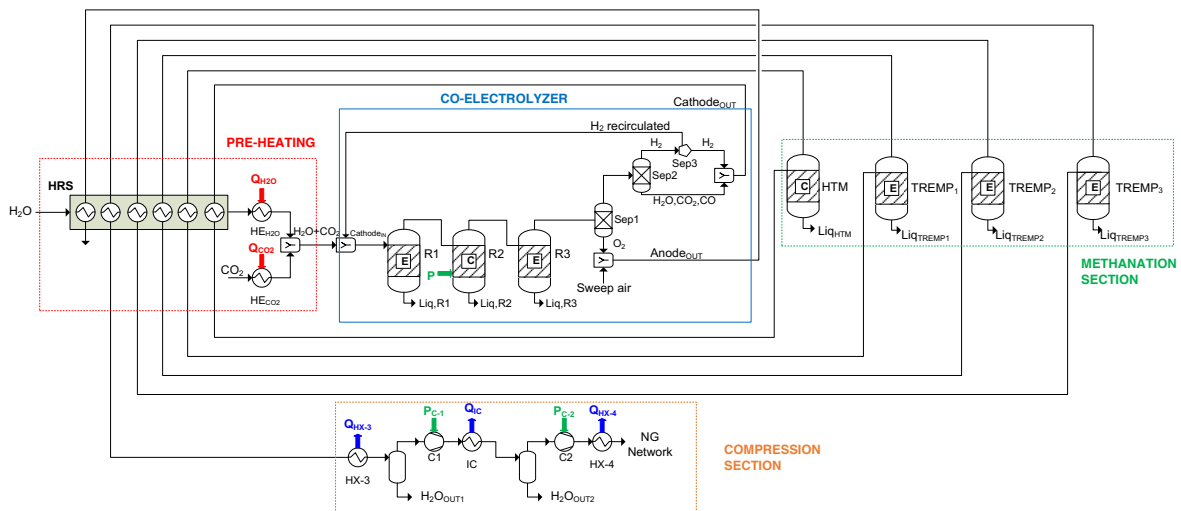 CO-ELECTROLYZER
Cathode_OUT
H2 recirculated
PRE-HEATING
H2
H2
Sep3
HRS
Q_H2O
Sep2
C
HTM
E
TREMP1
E
TREMP2
E
TREMP3
H2O
H2O,CO2,CO
HE_H2O
H2O+CO2
Cathode_IN
Sep1
Liq_HTM
Liq_TREMP1
Liq_TREMP2
Liq_TREMP3
Q_CO2
E
R1
C
R2
E
R3
O2
P
Anode_OUT
CO2
METHANATION
SECTION
HE_CO2
Liq,R1
Liq,R2
Liq,R3
Sweep air
P_C-1
Q_IC
P_C-2
Q_HX-4
Q_HX-3
NG
Network
C1
IC
C2
HX-4
HX-3
COMPRESSION
SECTION
H2O_OUT1
H2O_OUT2